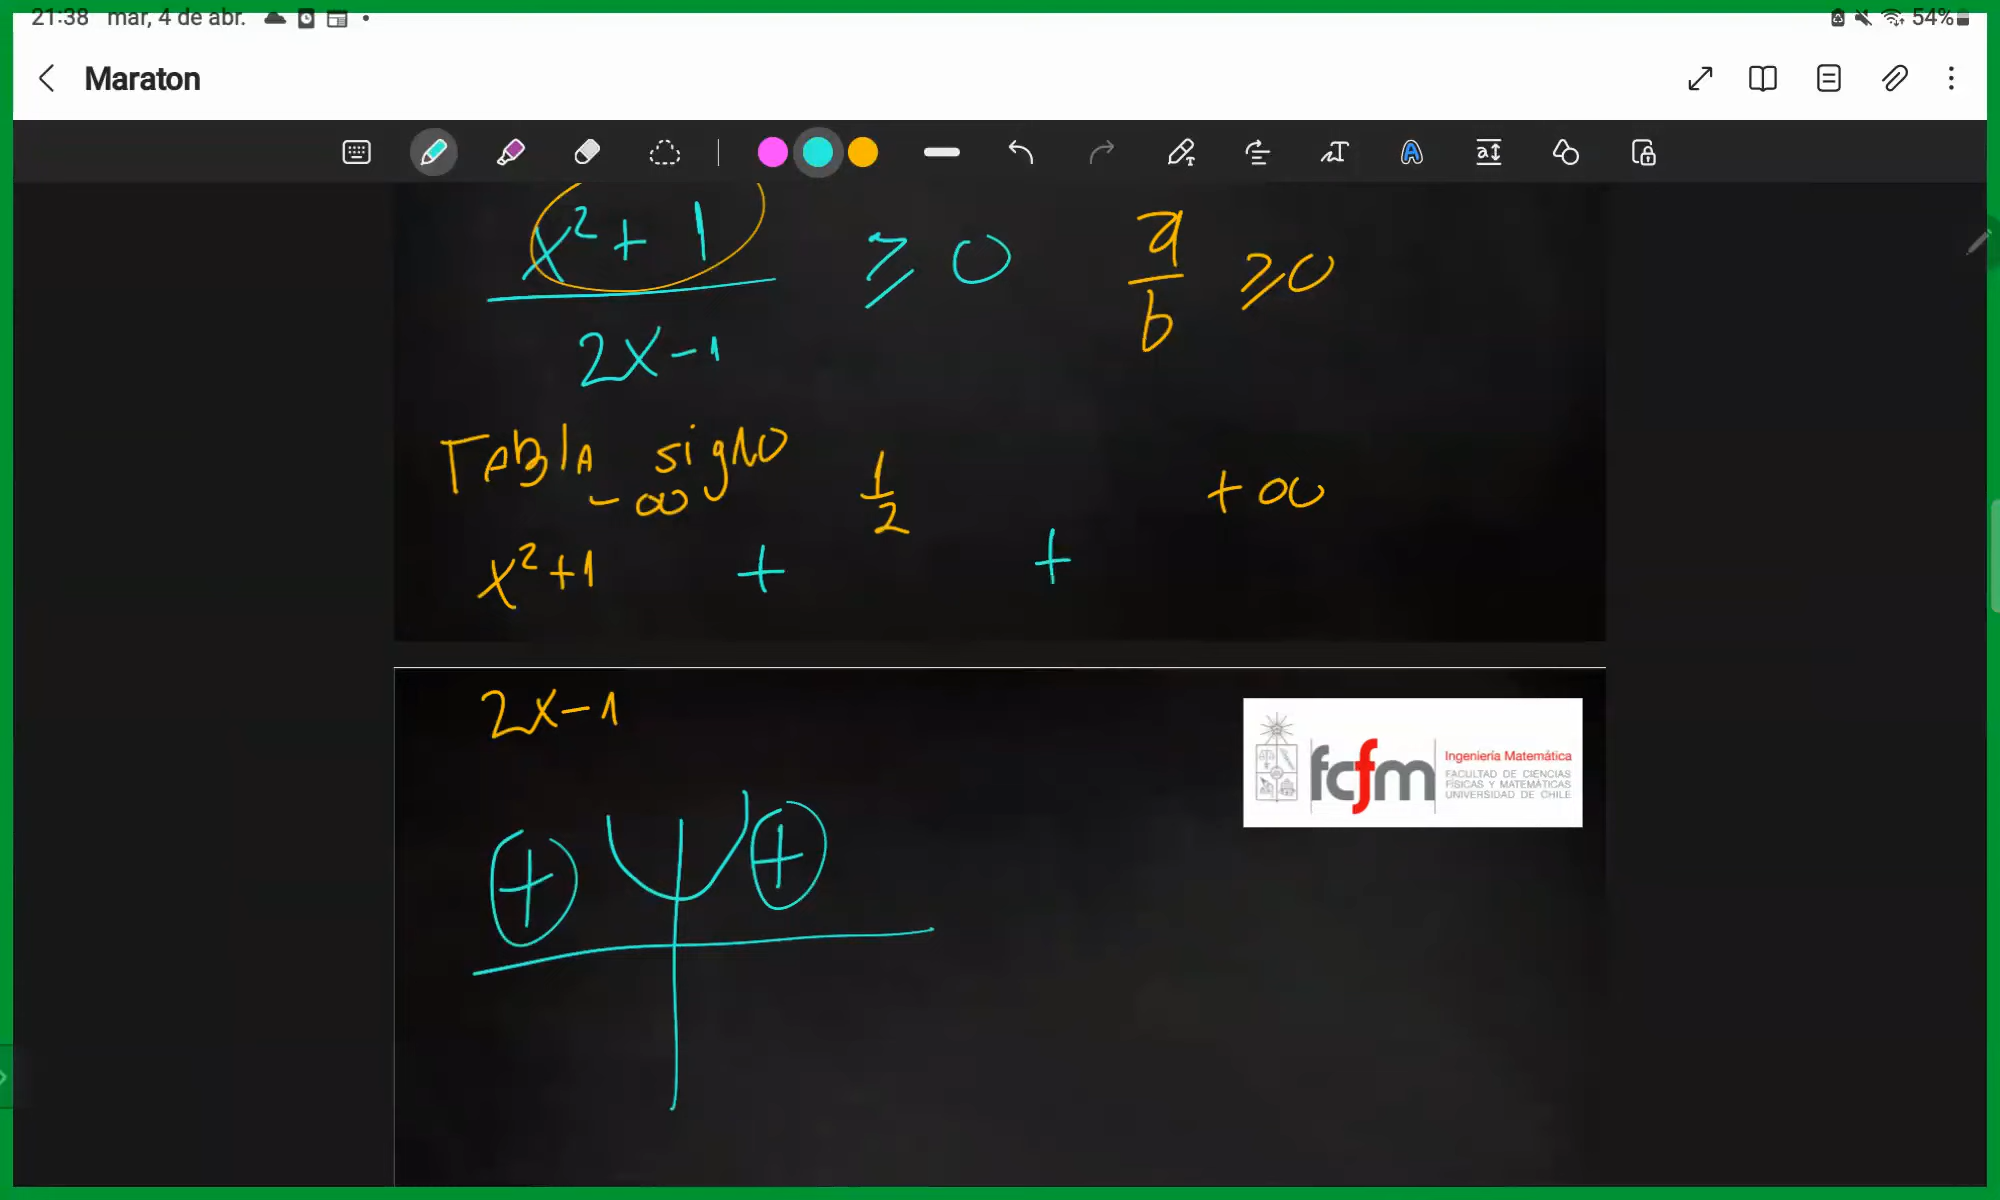 21:38 mar, 4 de abr. 54%
Maraton
x² + 1 / 2x - 1 ≥ 0 a / b ≥ 0
TABlA sigNO
-∞ 1/2 +∞
x² + 1 + +
2x - 1
+ +
fcfm
Ingeniería Matemática
FACULTAD DE CIENCIAS
FÍSICAS Y MATEMÁTICAS
UNIVERSIDAD DE CHILE